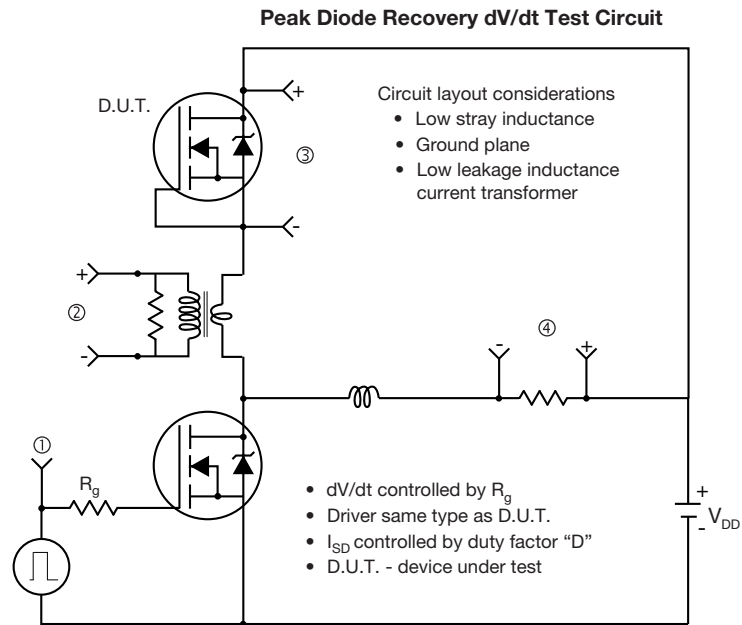 Peak Diode Recovery dV/dt Test Circuit
D.U.T.
+
-
③
Circuit layout considerations
• Low stray inductance
• Ground plane
• Low leakage inductance
current transformer
+
②
-
④
-
+
①
Rg
• dV/dt controlled by Rg
• Driver same type as D.U.T.
• ISD controlled by duty factor “D”
• D.U.T. - device under test
+
-
VDD